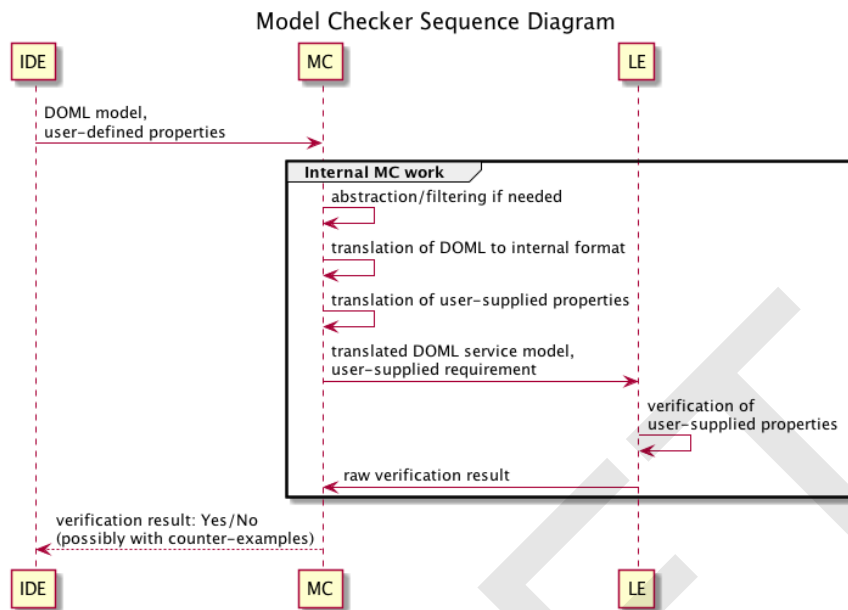 Model Checker Sequence Diagram
IDE
MC
LE
DOML model,
user-defined properties
Internal MC work
abstraction/filtering if needed
translation of DOML to internal format
translation of user-supplied properties
translated DOML service model,
user-supplied requirement
verification of
user-supplied properties
raw verification result
verification result: Yes/No
(possibly with counter-examples)
IDE
MC
LE